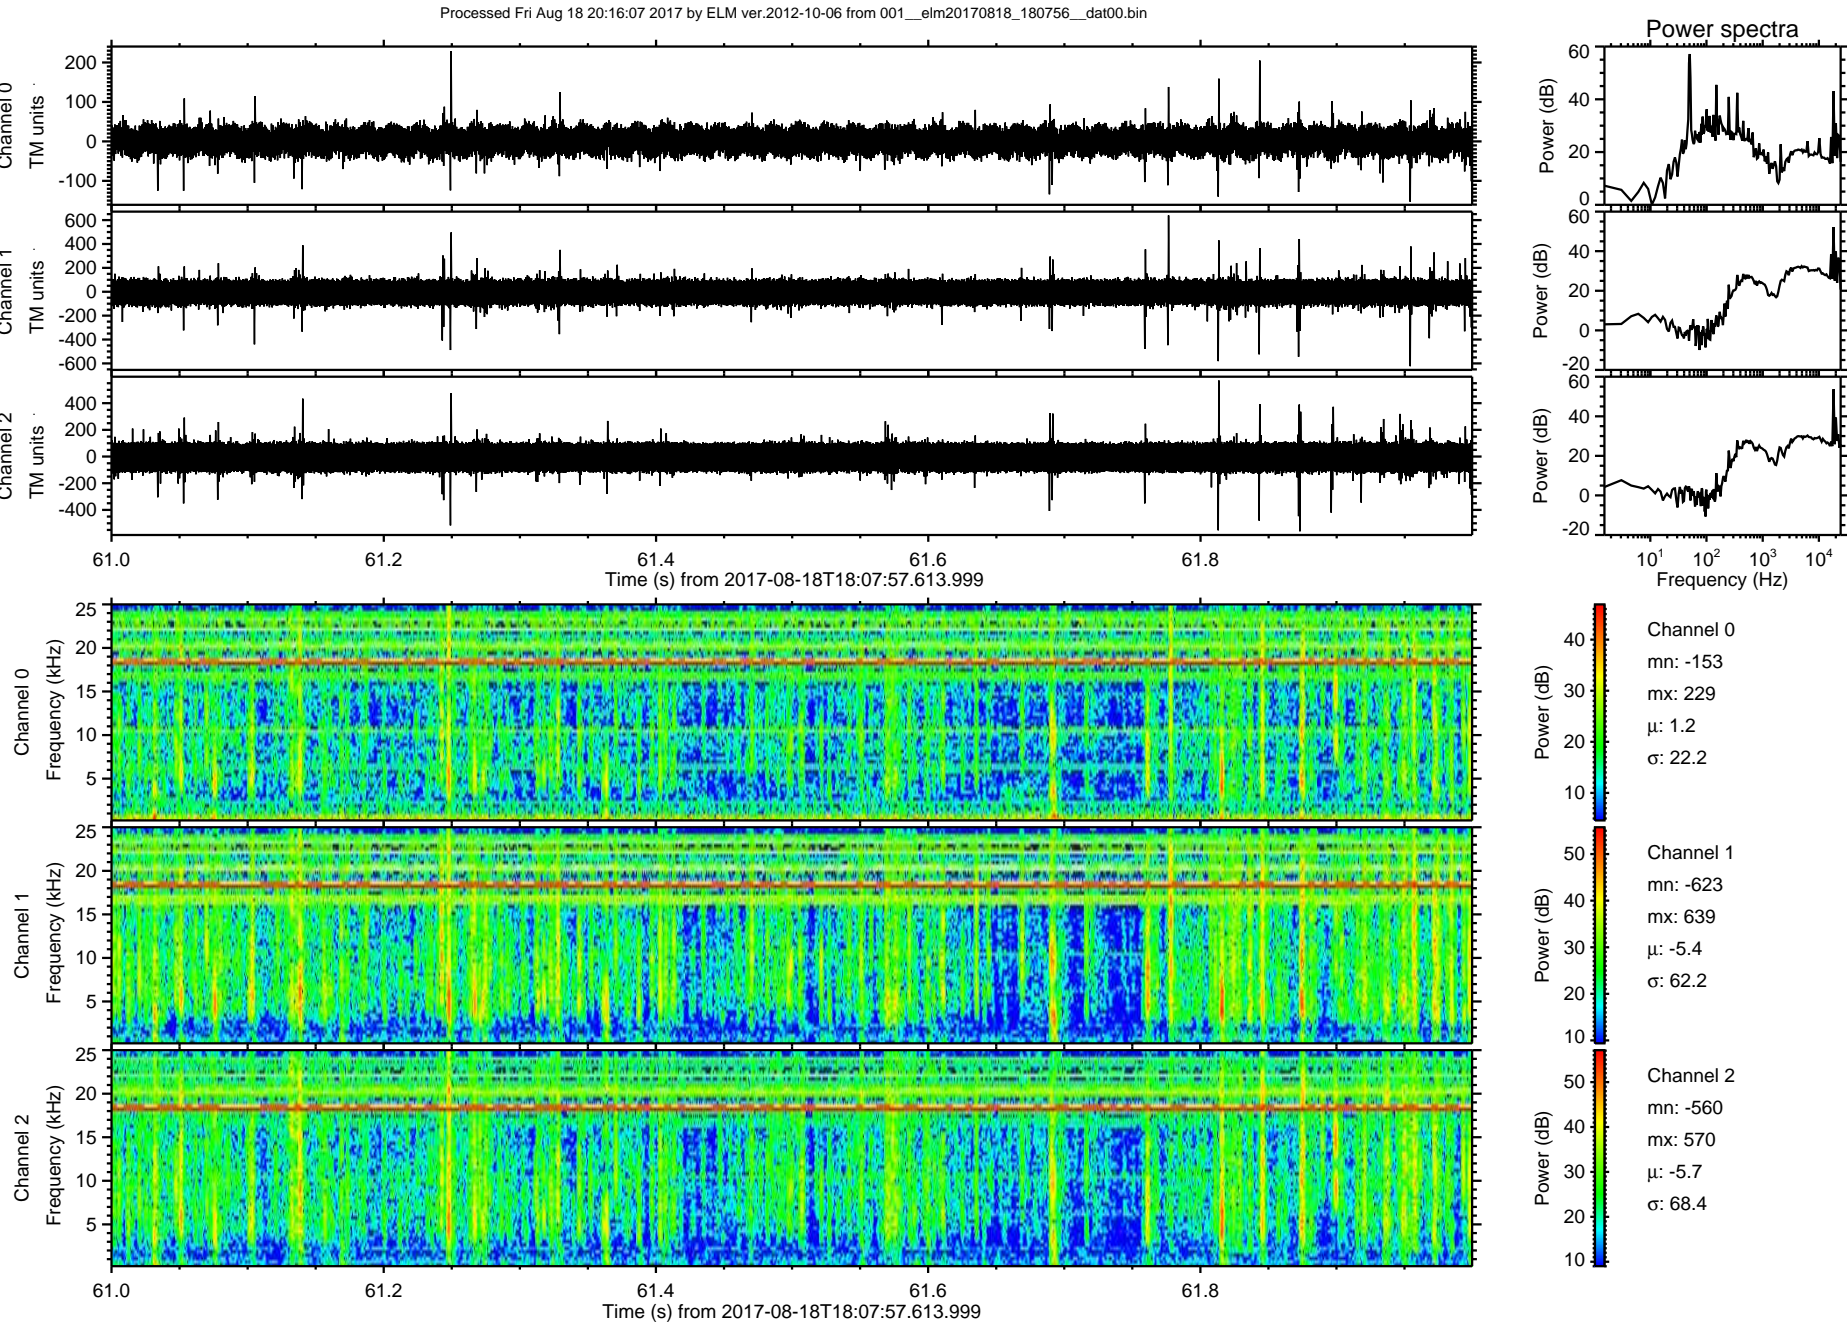 Processed Fri Aug 18 20:16:07 2017 by ELM ver.2012-10-06 from 001__elm20170818_180756__dat00.bin
Power spectra
Channel 0
TM units
200
100
0
-100
Power (dB)
60
40
20
0
Channel 1
TM units
600
400
200
0
-200
-400
-600
Power (dB)
60
40
20
0
-20
Channel 2
TM units
400
200
0
-200
-400
Power (dB)
60
40
20
0
-20
61.0 61.2 61.4 61.6 61.8
Time (s) from 2017-08-18T18:07:57.613.999
10¹ 10² 10³ 10⁴
Frequency (Hz)
Channel 0
Frequency (kHz)
25
20
15
10
5
Power (dB)
40
30
20
10
Channel 0
mn: -153
mx: 229
μ: 1.2
σ: 22.2
Channel 1
Frequency (kHz)
25
20
15
10
5
Power (dB)
50
40
30
20
10
Channel 1
mn: -623
mx: 639
μ: -5.4
σ: 62.2
Channel 2
Frequency (kHz)
25
20
15
10
5
Power (dB)
50
40
30
20
10
Channel 2
mn: -560
mx: 570
μ: -5.7
σ: 68.4
61.0 61.2 61.4 61.6 61.8
Time (s) from 2017-08-18T18:07:57.613.999